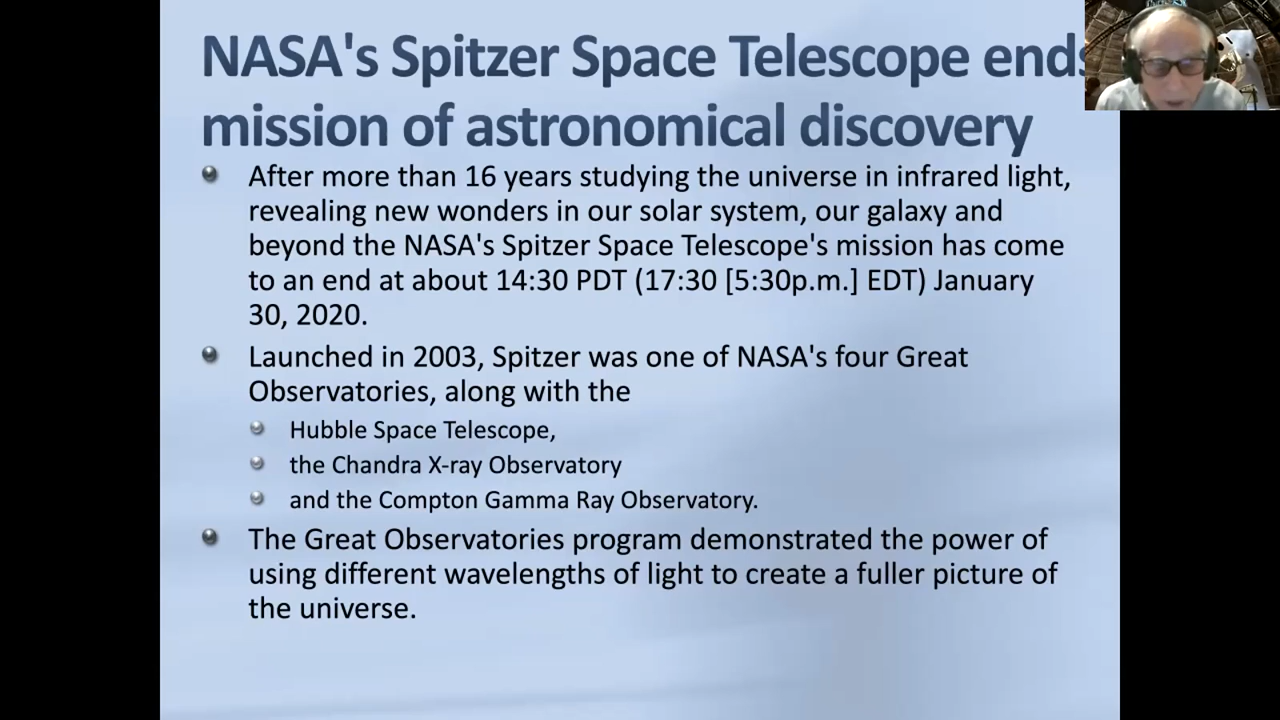 NASA's Spitzer Space Telescope ends
mission of astronomical discovery
After more than 16 years studying the universe in infrared light,
revealing new wonders in our solar system, our galaxy and
beyond the NASA's Spitzer Space Telescope's mission has come
to an end at about 14:30 PDT (17:30 [5:30p.m.] EDT) January
30, 2020.
Launched in 2003, Spitzer was one of NASA's four Great
Observatories, along with the
Hubble Space Telescope,
the Chandra X-ray Observatory
and the Compton Gamma Ray Observatory.
The Great Observatories program demonstrated the power of
using different wavelengths of light to create a fuller picture of
the universe.